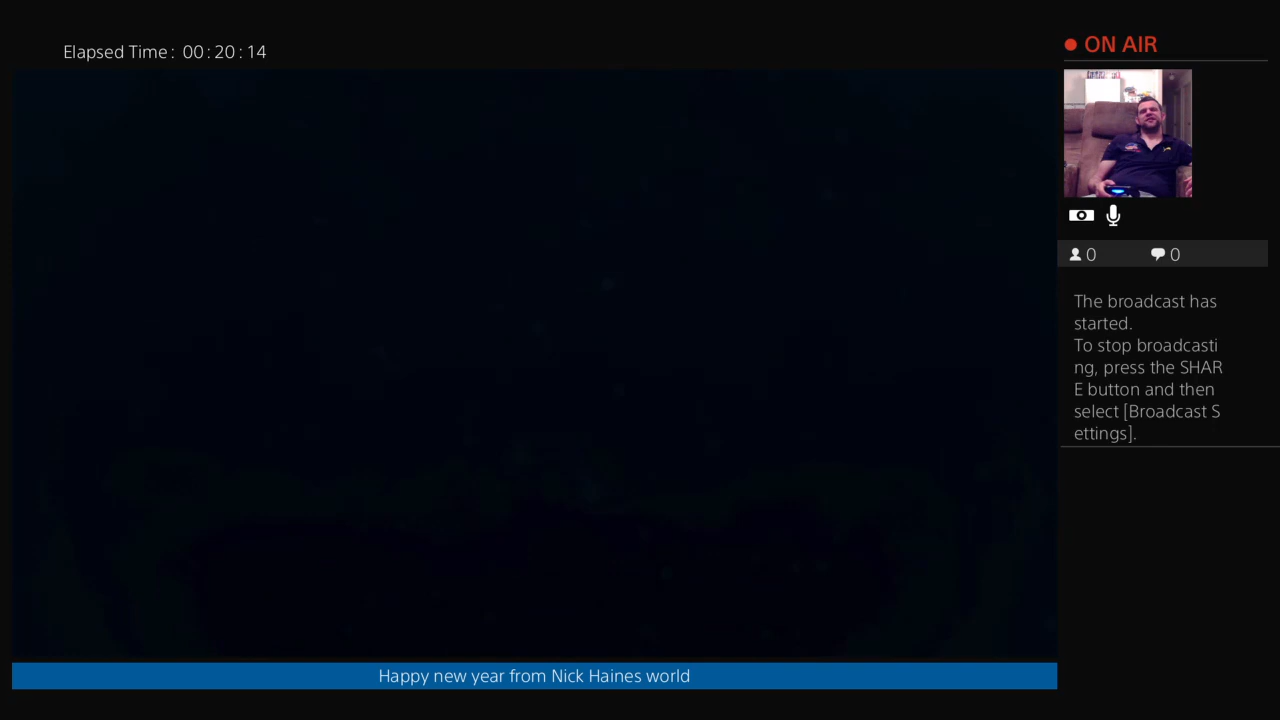 Elapsed Time: 00:20:14
ON AIR
0 0
The broadcast has
started.
To stop broadcasti
ng, press the SHAR
E button and then
select [Broadcast S
ettings].
Happy new year from Nick Haines world